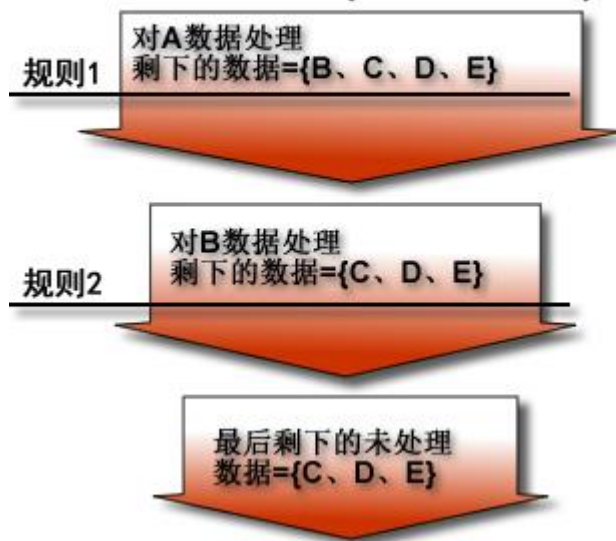 对A数据处理
规则1
剩下的数据={B、C、D、E}
对B数据处理
规则2
剩下的数据={C、D、E}
最后剩下的未处理
数据={C、D、E}